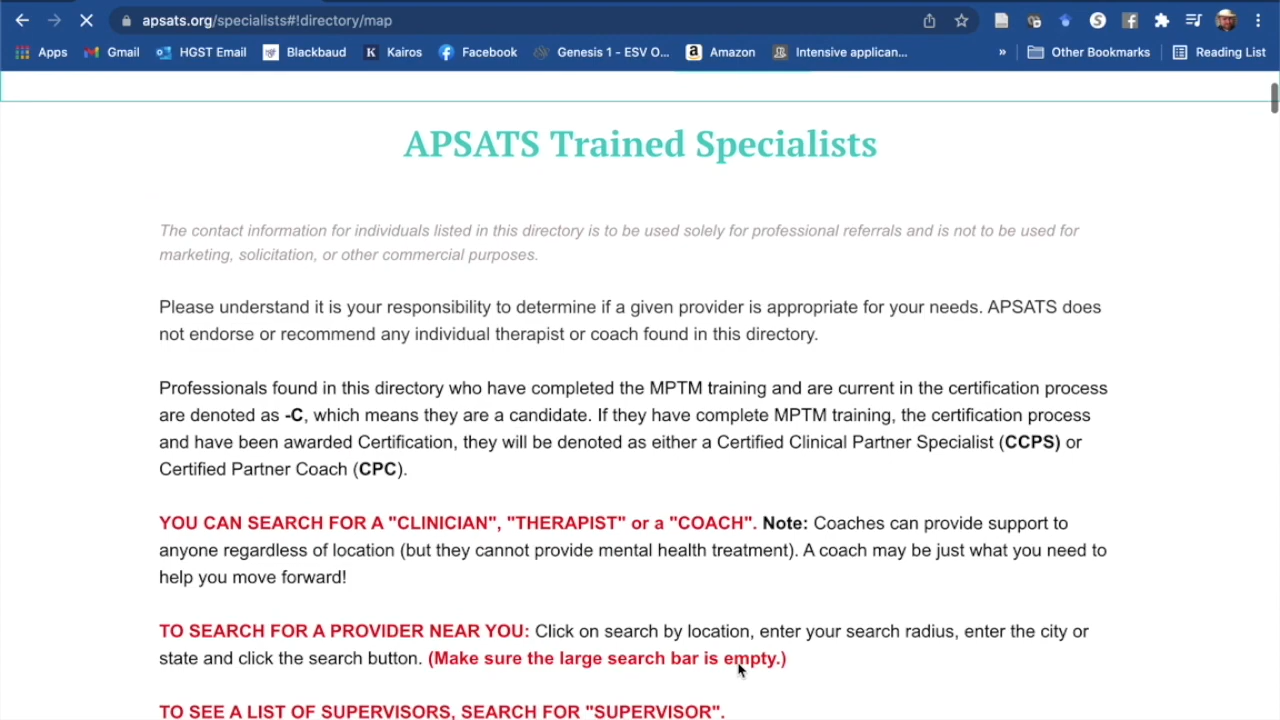 apsats.org/specialists#!directory/map
Apps Gmail HGST Email Blackbaud Kairos Facebook Genesis 1 - ESV O... Amazon Intensive applican... » Other Bookmarks Reading List
APSATS Trained Specialists
The contact information for individuals listed in this directory is to be used solely for professional referrals and is not to be used for
marketing, solicitation, or other commercial purposes.
Please understand it is your responsibility to determine if a given provider is appropriate for your needs. APSATS does
not endorse or recommend any individual therapist or coach found in this directory.
Professionals found in this directory who have completed the MPTM training and are current in the certification process
are denoted as -C, which means they are a candidate. If they have complete MPTM training, the certification process
and have been awarded Certification, they will be denoted as either a Certified Clinical Partner Specialist (CCPS) or
Certified Partner Coach (CPC).
YOU CAN SEARCH FOR A "CLINICIAN", "THERAPIST" or a "COACH". Note: Coaches can provide support to
anyone regardless of location (but they cannot provide mental health treatment). A coach may be just what you need to
help you move forward!
TO SEARCH FOR A PROVIDER NEAR YOU: Click on search by location, enter your search radius, enter the city or
state and click the search button. (Make sure the large search bar is empty.)
TO SEE A LIST OF SUPERVISORS, SEARCH FOR "SUPERVISOR".